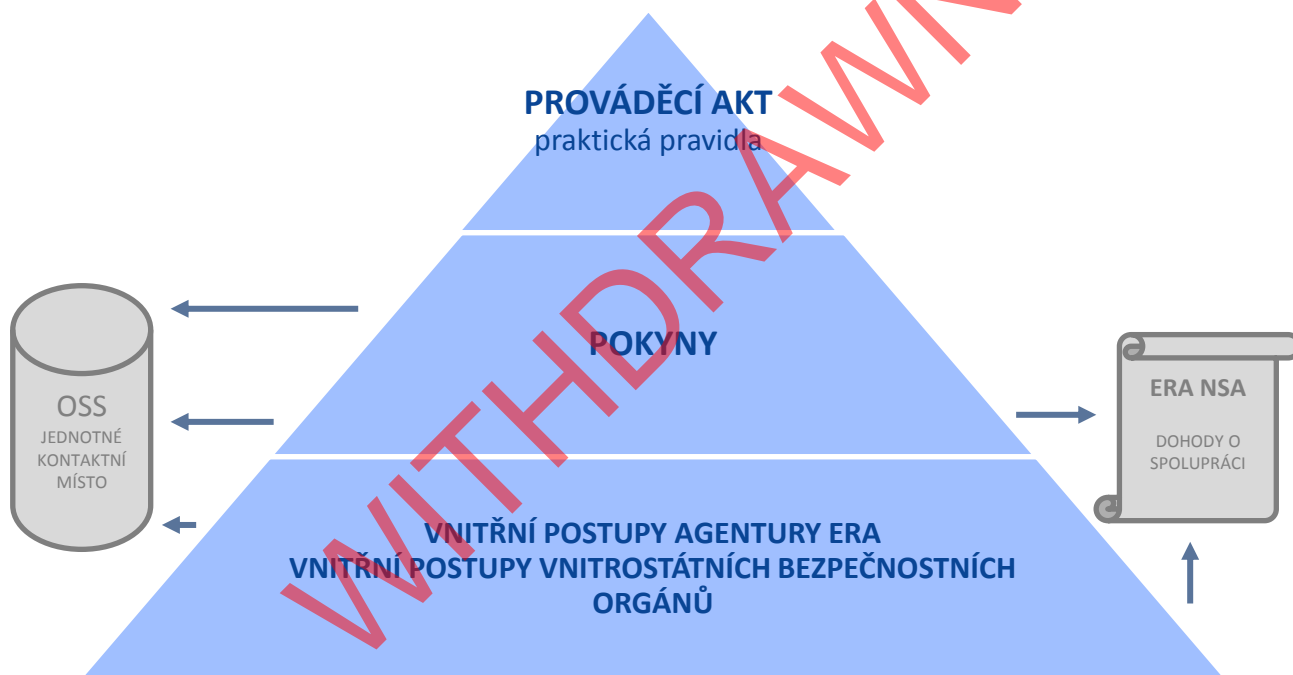 PROVÁDĚCÍ AKT
praktická pravidla
POKYNY
OSS
JEDNOTNÉ
KONTAKTNÍ
MÍSTO
ERA NSA
DOHODY O
SPOLUPRÁCI
VNITŘNÍ POSTUPY AGENTURY ERA
VNITŘNÍ POSTUPY VNITROSTÁTNÍCH BEZPEČNOSTNÍCH
ORGÁNŮ
WITHDRAWN